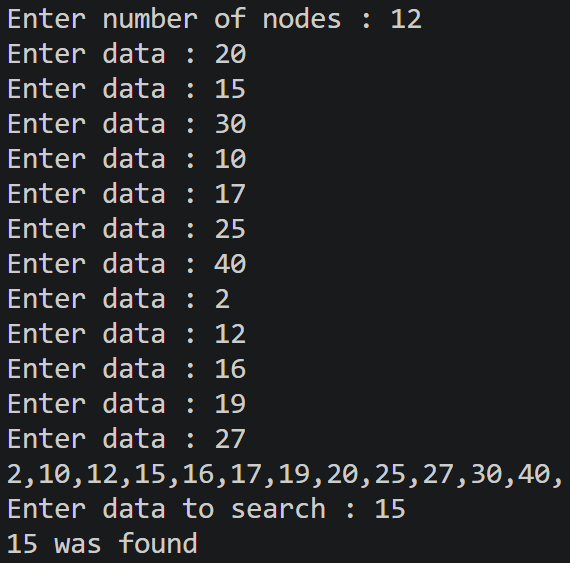 Enter number of nodes : 12
Enter data : 20
Enter data : 15
Enter data : 30
Enter data : 10
Enter data : 17
Enter data : 25
Enter data : 40
Enter data : 2
Enter data : 12
Enter data : 16
Enter data : 19
Enter data : 27
2,10,12,15,16,17,19,20,25,27,30,40,
Enter data to search : 15
15 was found